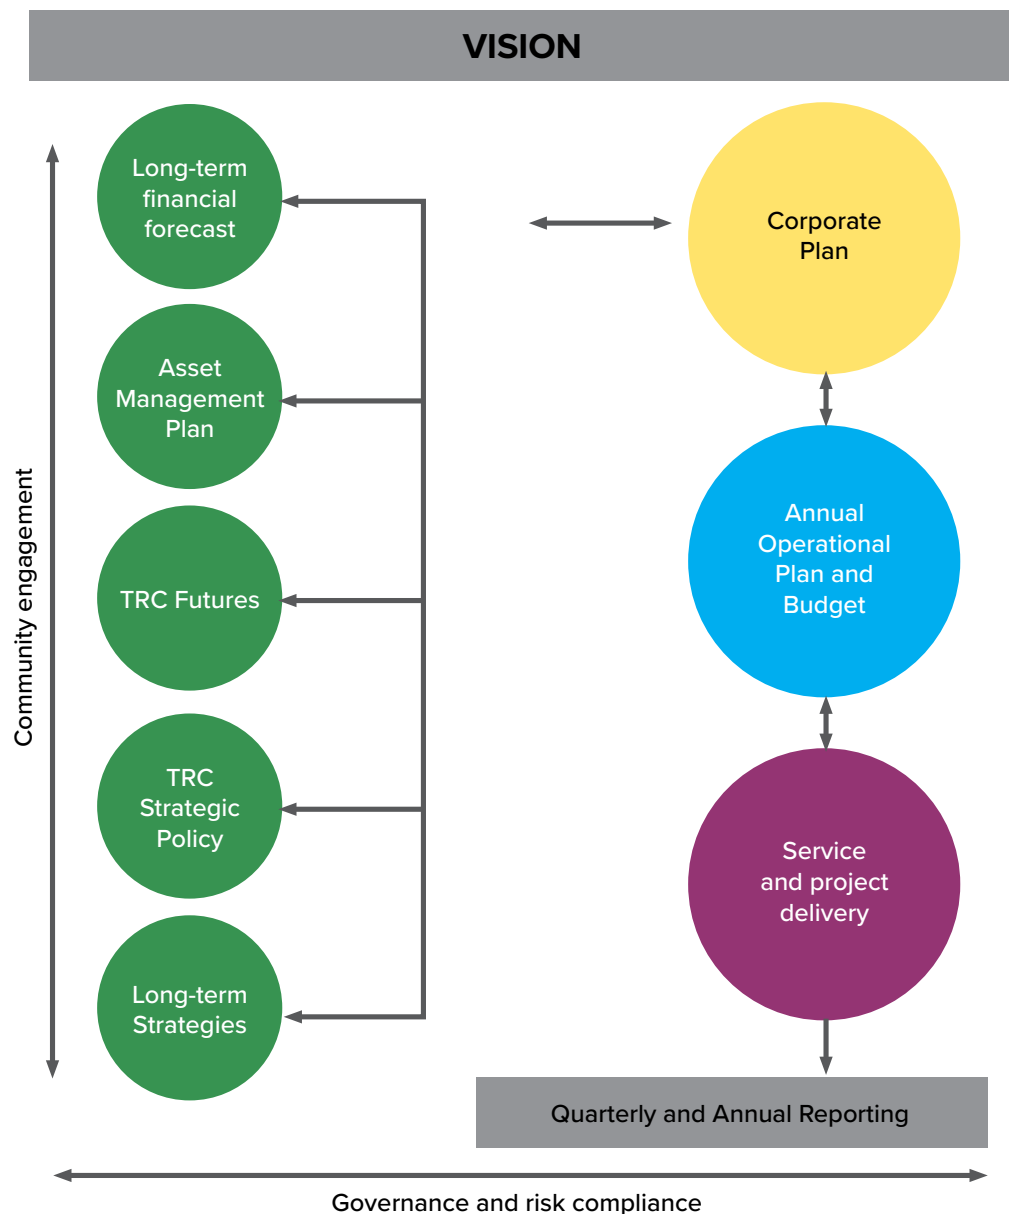 VISION
Long-term
financial
forecast
Asset
Management
Plan
TRC Futures
TRC
Strategic
Policy
Long-term
Strategies
Community engagement
Corporate
Plan
Annual
Operational
Plan and
Budget
Service
and project
delivery
Quarterly and Annual Reporting
Governance and risk compliance